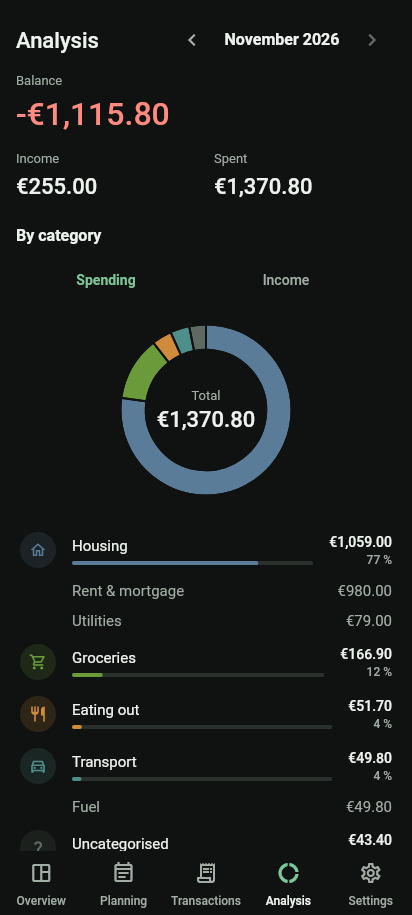 Analysis
November 2026
Balance
-€1,115.80
Income
Spent
€255.00
€1,370.80
By category
Spending
Income
Total
€1,370.80
Housing
€1,059.00
77 %
Rent & mortgage
€980.00
Utilities
€79.00
Groceries
€166.90
12 %
Eating out
€51.70
4 %
Transport
€49.80
4 %
Fuel
€49.80
?
Uncategorised
€43.40
Overview
Planning
Transactions
Analysis
Settings